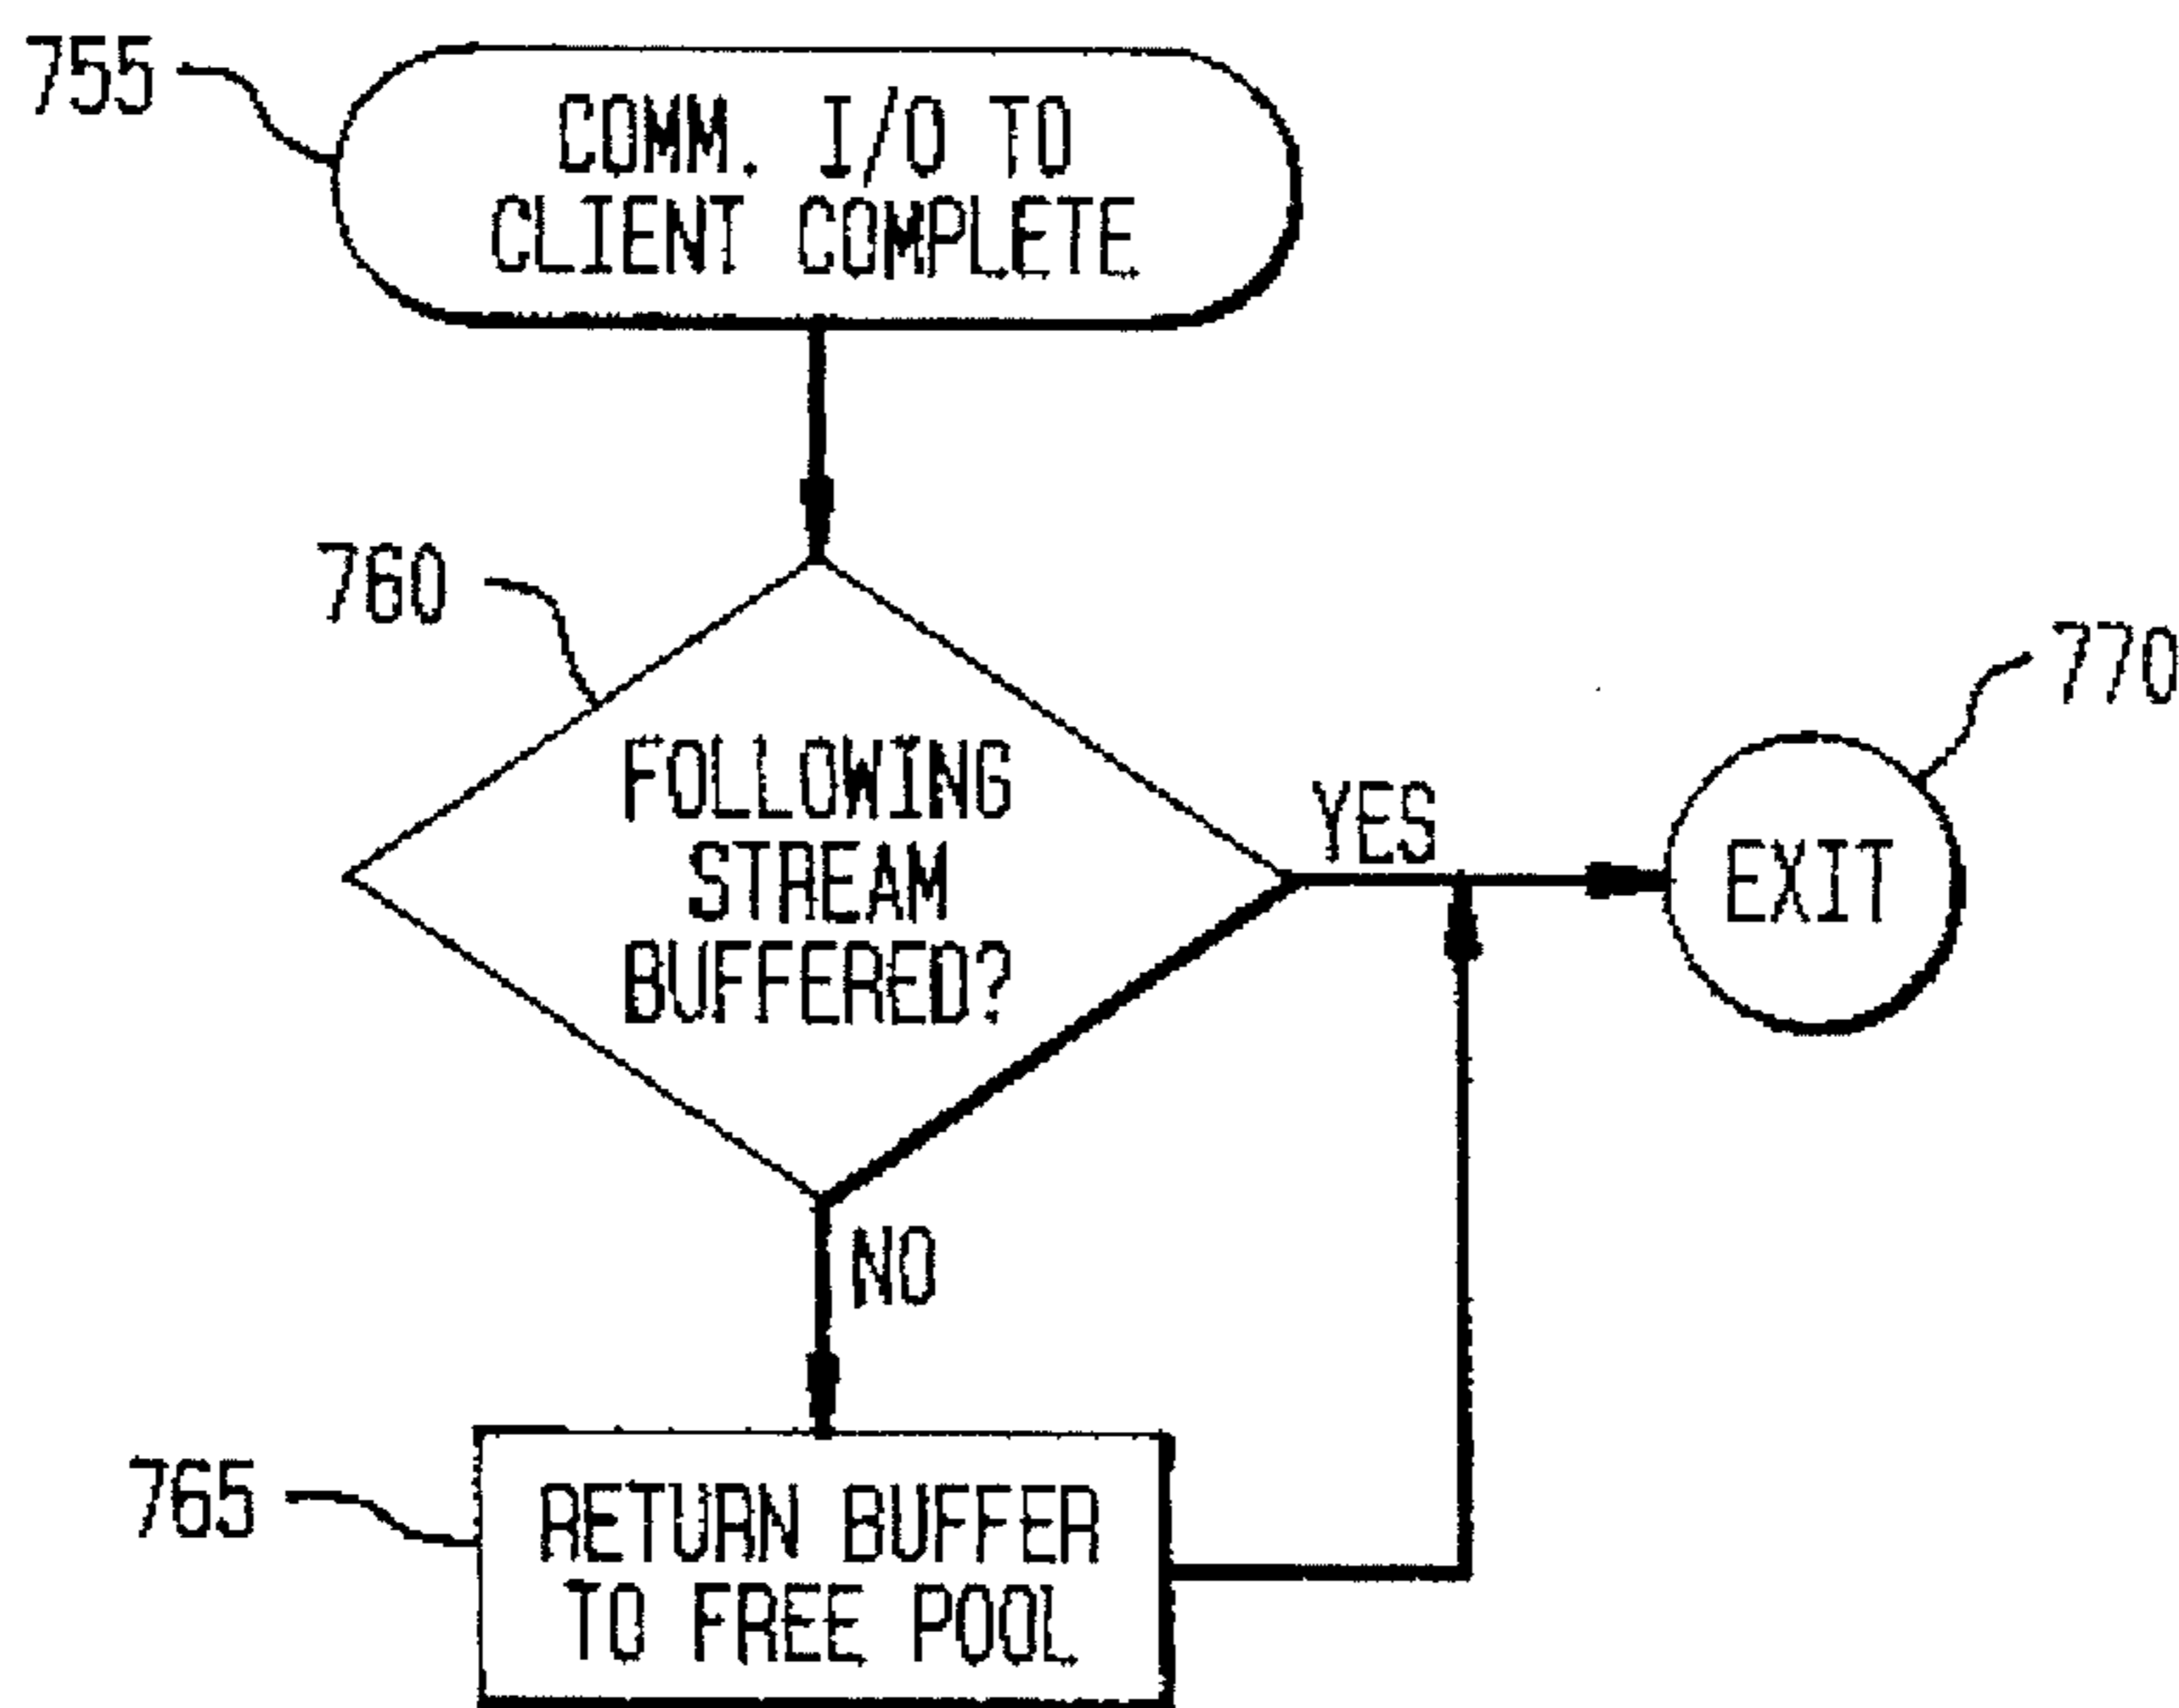 755
COMM. I/O TO
CLIENT COMPLETE
760
770
FOLLOWING
STREAM
BUFFERED?
YES
EXIT
NO
765
RETURN BUFFER
TO FREE POOL